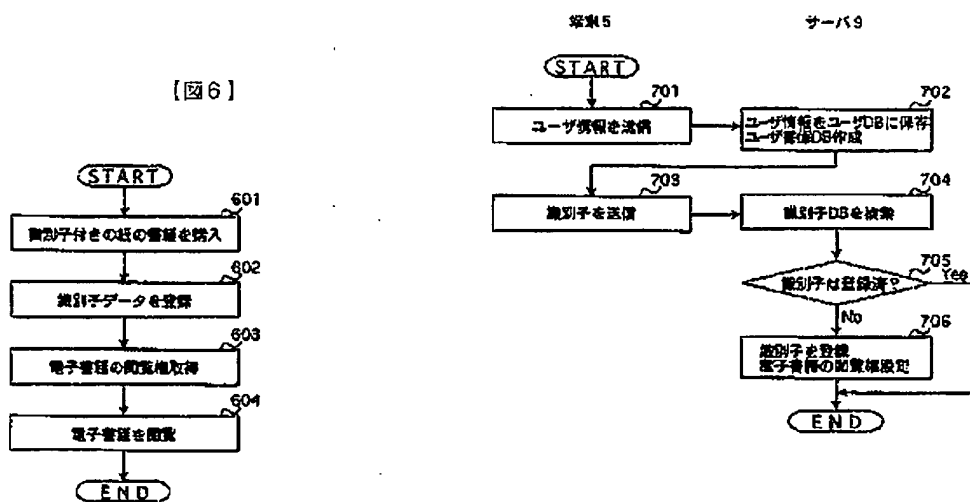 【図6】
START
601
識別子付きの紙の書籍を購入
602
識別子データを登録
603
電子書籍の閲覧権取得
604
電子書籍を閲覧
END
端末5
サーバ9
START
701
ユーザ情報を送信
702
ユーザ情報をユーザDBに保存
ユーザ書籍DB作成
703
識別子を送信
704
識別子DBを検索
705
識別子は登録済?
Yes
No
706
識別子を登録
電子書籍の閲覧権設定
END